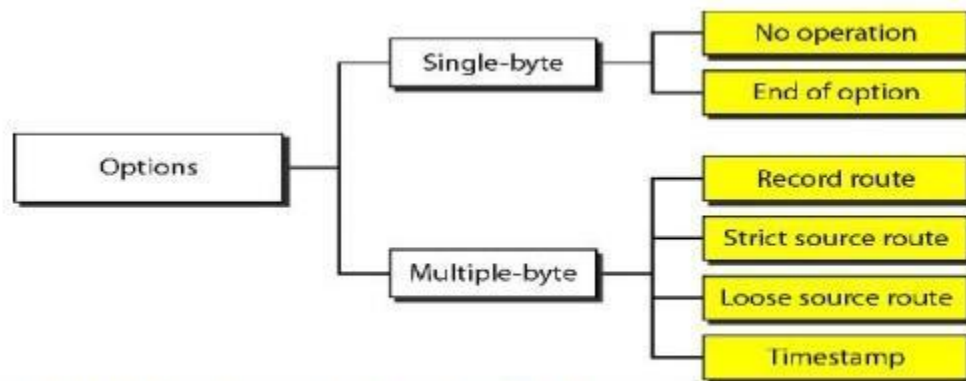 No operation
Single-byte
End of option
Options
Record route
Strict source route
Multiple-byte
Loose source route
Timestamp